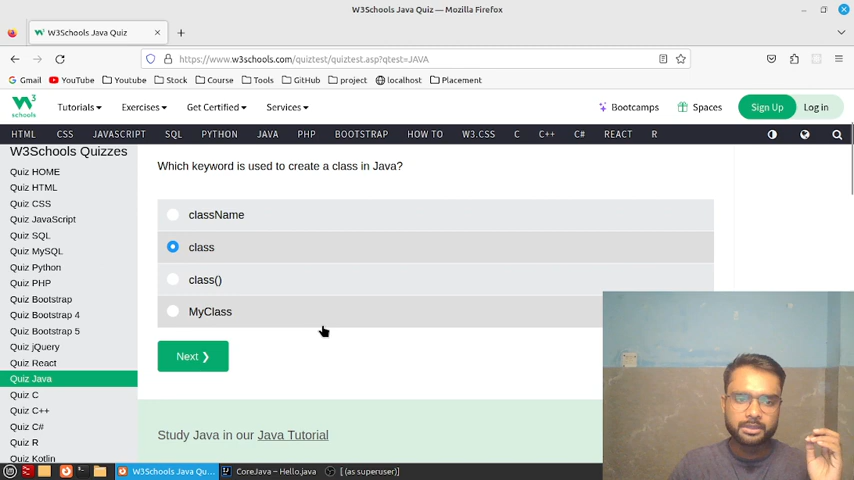 W3Schools Java Quiz — Mozilla Firefox
W3Schools Java Quiz
https://www.w3schools.com/quiztest/quiztest.asp?qtest=JAVA
Gmail YouTube Youtube Stock Course Tools GitHub project localhost Placement
W3 schools Tutorials Exercises Get Certified Services Bootcamps Spaces Sign Up Log in
HTML CSS JAVASCRIPT SQL PYTHON JAVA PHP BOOTSTRAP HOW TO W3.CSS C C++ C# REACT R
W3Schools Quizzes
Quiz HOME
Quiz HTML
Quiz CSS
Quiz JavaScript
Quiz SQL
Quiz MySQL
Quiz Python
Quiz PHP
Quiz Bootstrap
Quiz Bootstrap 4
Quiz Bootstrap 5
Quiz jQuery
Quiz React
Quiz Java
Quiz C
Quiz C++
Quiz C#
Quiz R
Quiz Kotlin
Which keyword is used to create a class in Java?
className
class
class()
MyClass
Next ❯
Study Java in our Java Tutorial
W3Schools Java Qu... CoreJava – Hello.java [ (as superuser)]